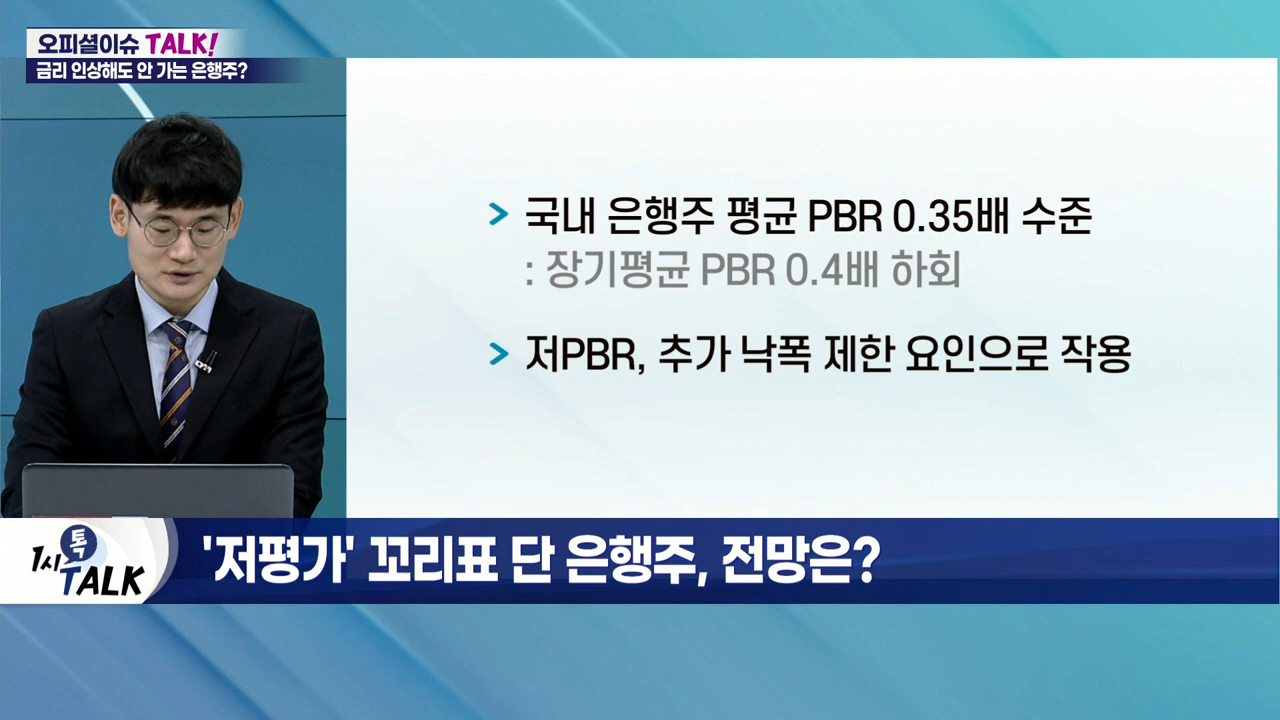 오피셜이슈 TALK!
금리 인상해도 안 가는 은행주?
> 국내 은행주 평균 PBR 0.35배 수준
: 장기평균 PBR 0.4배 하회
> 저PBR, 추가 낙폭 제한 요인으로 작용
1시 톡 TALK
'저평가' 꼬리표 단 은행주, 전망은?